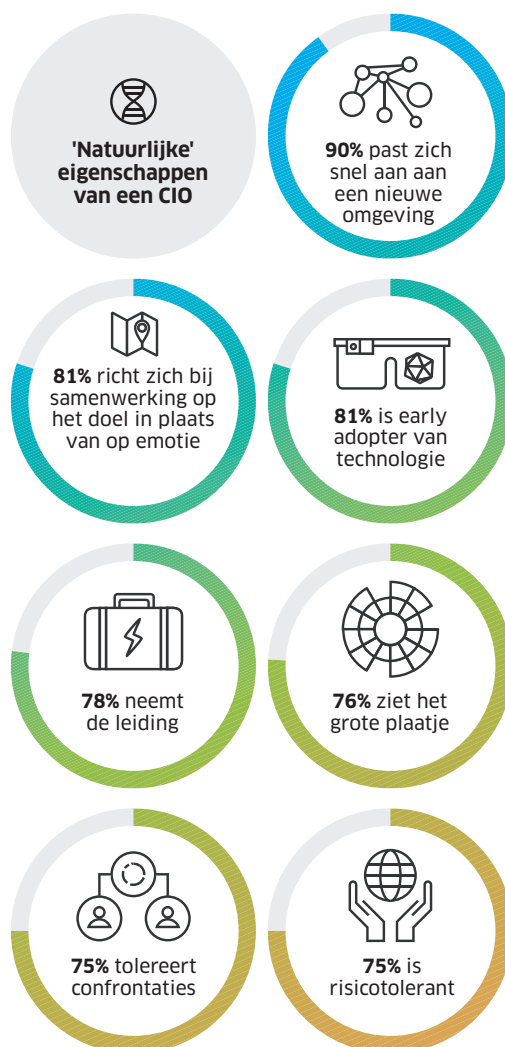 'Natuurlijke'
eigenschappen
van een CIO
90% past zich
snel aan aan
een nieuwe
omgeving
81% richt zich bij
samenwerking op
het doel in plaats
van op emotie
81% is early
adopter van
technologie
78% neemt
de leiding
76% ziet het
grote plaatje
75% tolereert
confrontaties
75% is
risicotolerant